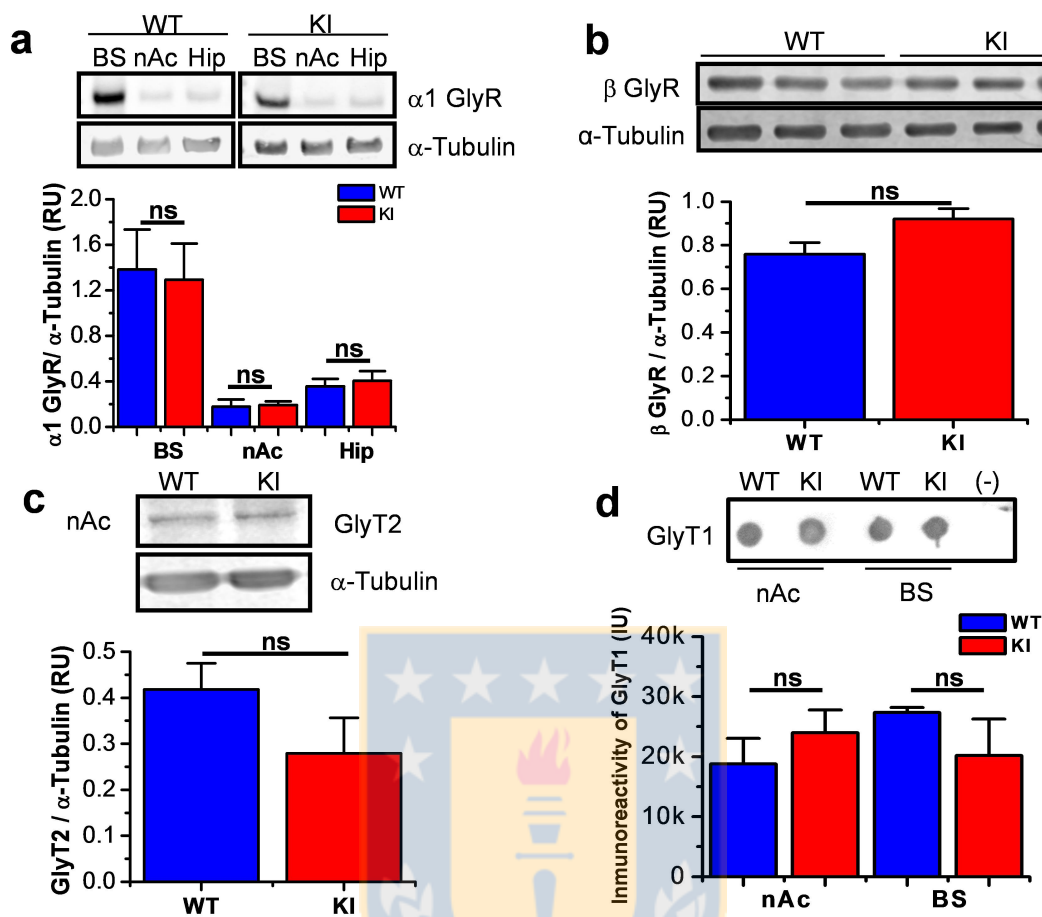 a
WT KI
BS nAc Hip BS nAc Hip
α1 GlyR
α-Tubulin
α1 GlyR/ α-Tubulin (RU)
2.0
1.6
1.2
0.8
0.4
0.0
WT
KI
ns
ns
ns
BS nAc Hip
b
WT KI
β GlyR
α-Tubulin
β GlyR / α-Tubulin (RU)
1.0
0.8
0.6
0.4
0.2
0.0
ns
WT KI
c
WT KI
nAc
GlyT2
α-Tubulin
GlyT2 / α-Tubulin (RU)
0.5
0.4
0.3
0.2
0.1
0.0
ns
WT KI
d
WT KI WT KI (-)
GlyT1
nAc BS
Inmunoreactivity of GlyT1 (IU)
40k
30k
20k
10k
0
WT
KI
ns
ns
nAc BS